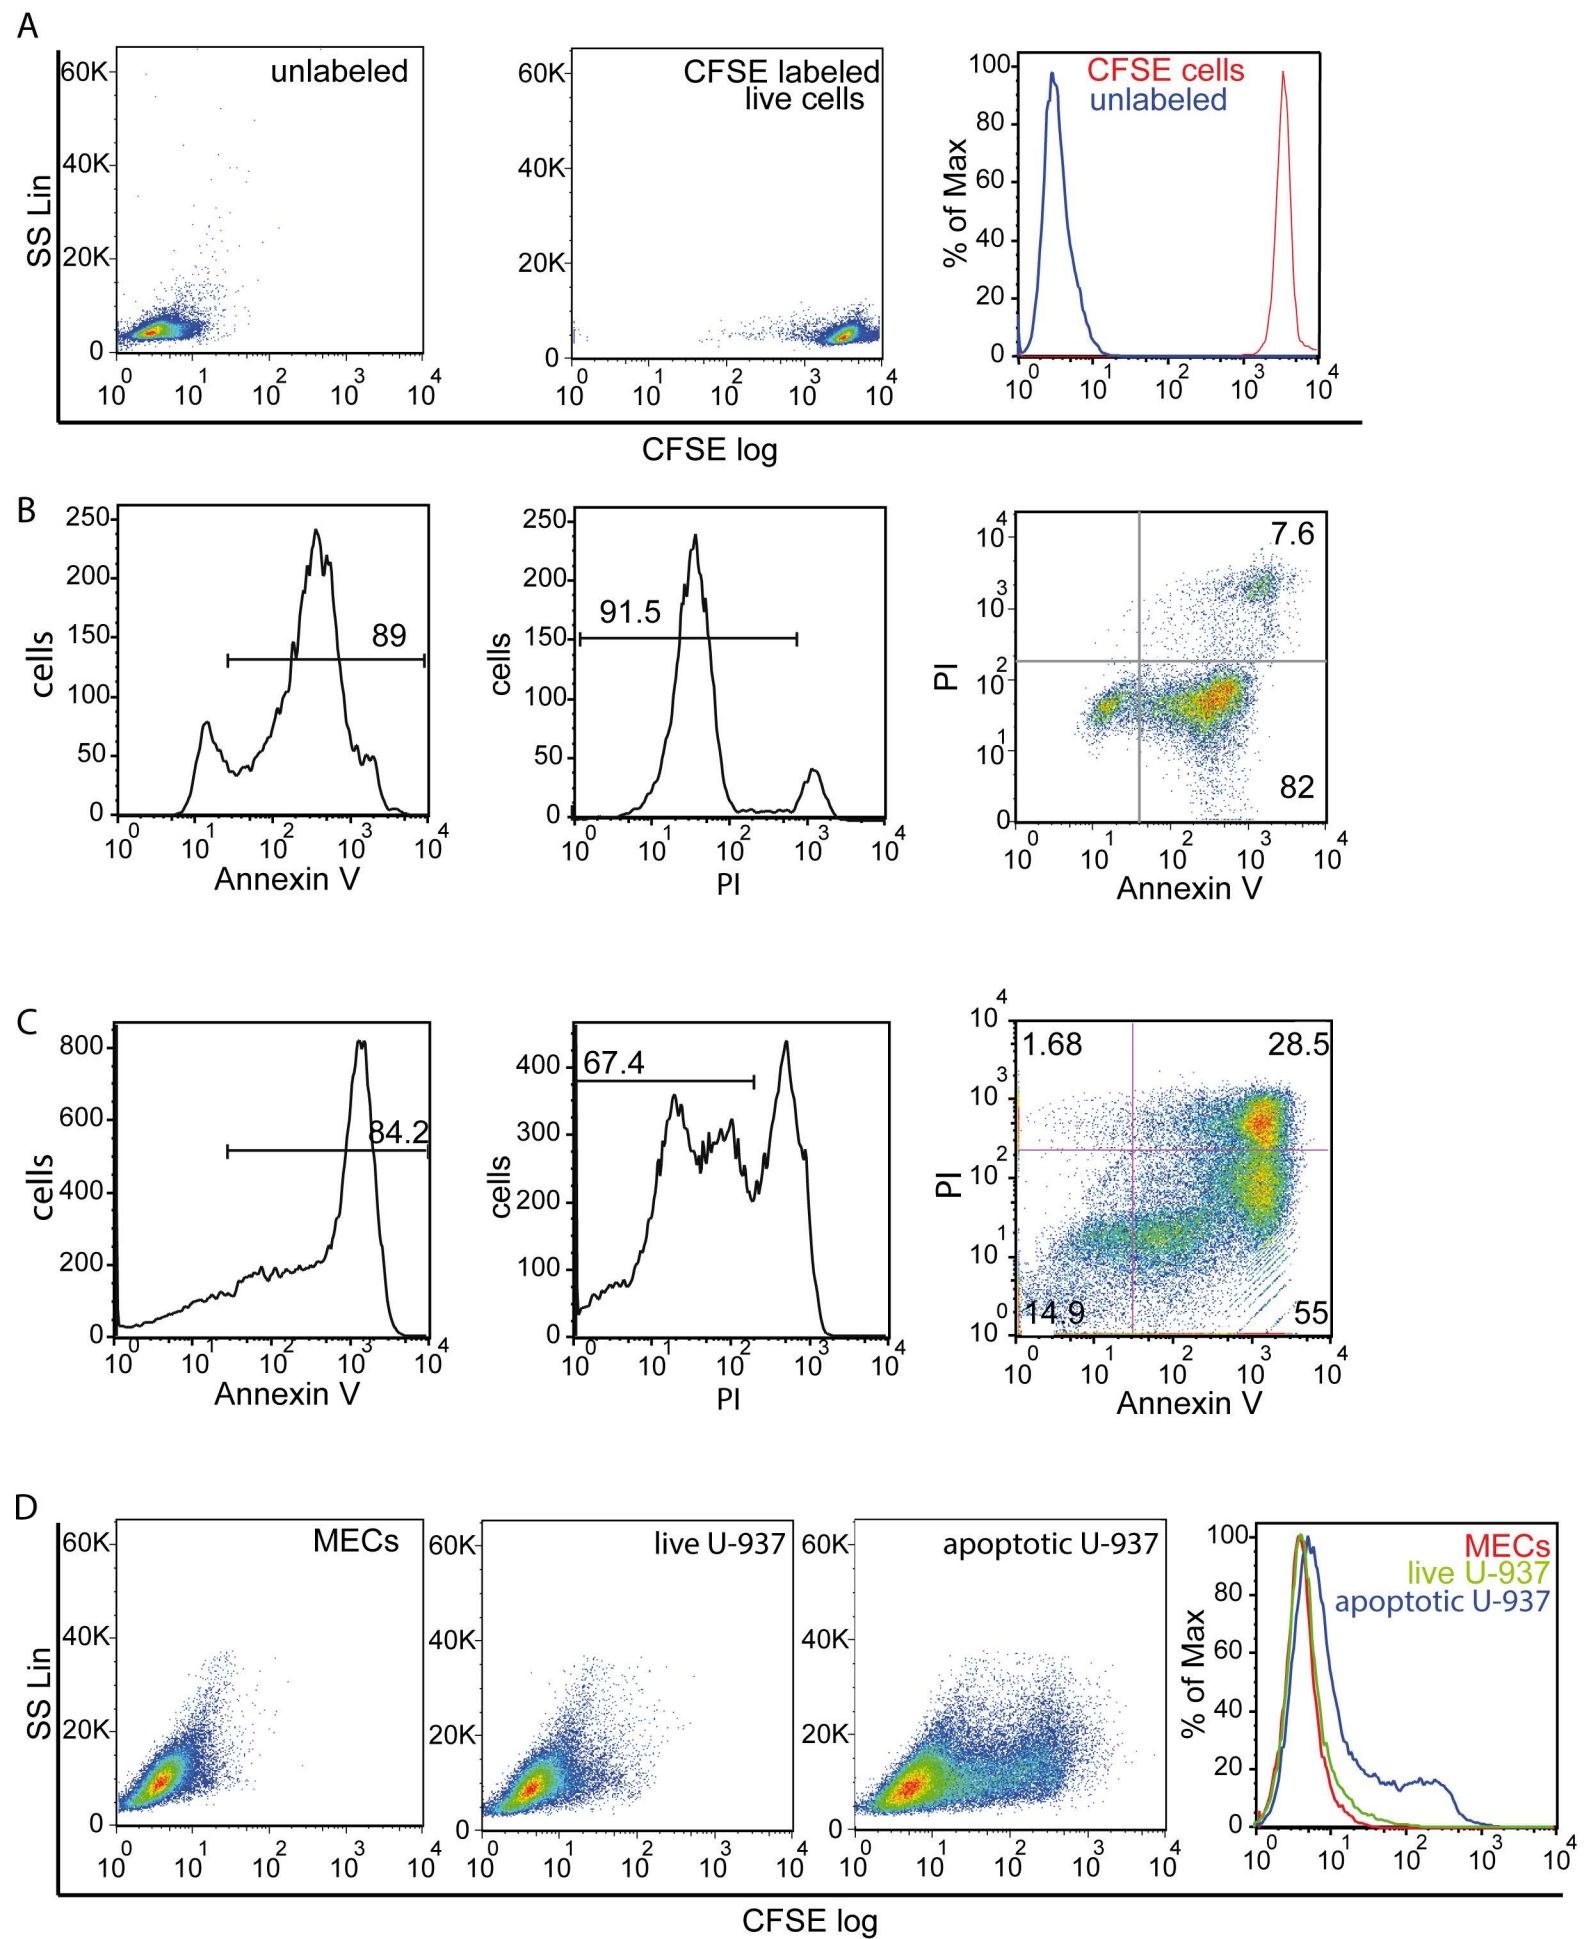 A
unlabeled
CFSE labeled
live cells
CFSE cells
unlabeled
SS Lin
60K
40K
20K
0
10^0 10^1 10^2 10^3 10^4
60K
40K
20K
0
10^0 10^1 10^2 10^3 10^4
% of Max
100
80
60
40
20
0
10^0 10^1 10^2 10^3 10^4
CFSE log
B
cells
250
200
150
100
50
0
89
10^0 10^1 10^2 10^3 10^4
Annexin V
cells
250
200
150
100
50
0
91.5
10^0 10^1 10^2 10^3 10^4
PI
PI
10^4
10^3
10^2
10^1
0
7.6
82
10^0 10^1 10^2 10^3 10^4
Annexin V
C
cells
800
600
400
200
0
84.2
10^0 10^1 10^2 10^3 10^4
Annexin V
cells
400
300
200
100
0
67.4
10^0 10^1 10^2 10^3 10^4
PI
PI
10^4
10^3
10^2
10^1
10^0
1.68
28.5
14.9
55
10^0 10^1 10^2 10^3 10^4
Annexin V
D
SS Lin
MECs
60K
40K
20K
0
10^0 10^1 10^2 10^3 10^4
live U-937
60K
40K
20K
0
10^0 10^1 10^2 10^3 10^4
apoptotic U-937
60K
40K
20K
0
10^0 10^1 10^2 10^3 10^4
% of Max
100
80
60
40
20
0
MECs
live U-937
apoptotic U-937
10^0 10^1 10^2 10^3 10^4
CFSE log